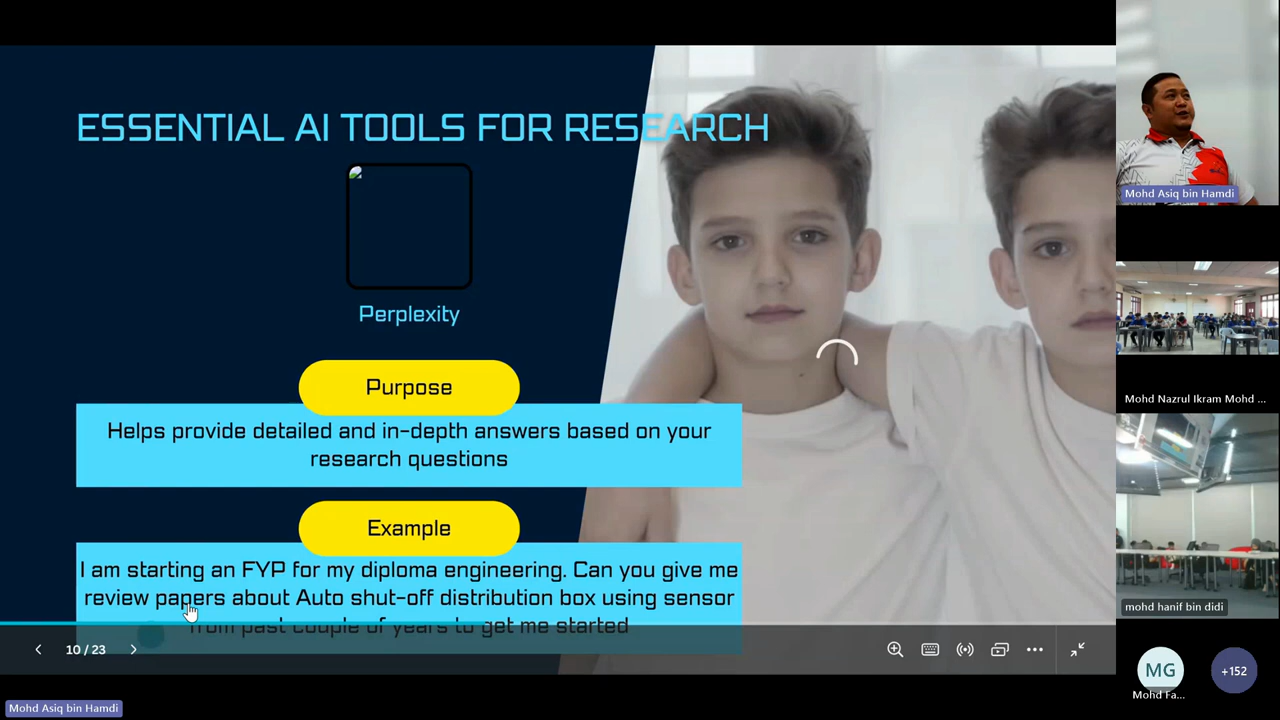 ESSENTIAL AI TOOLS FOR RESEARCH
Perplexity
Purpose
Helps provide detailed and in-depth answers based on your
research questions
Example
I am starting an FYP for my diploma engineering. Can you give me
review papers about Auto shut-off distribution box using sensor
from past couple of years to get me started
10 / 23
Mohd Asiq bin Hamdi
Mohd Asiq bin Hamdi
Mohd Nazrul Ikram Mohd ...
mohd hanif bin didi
MG
Mohd Fa...
+152